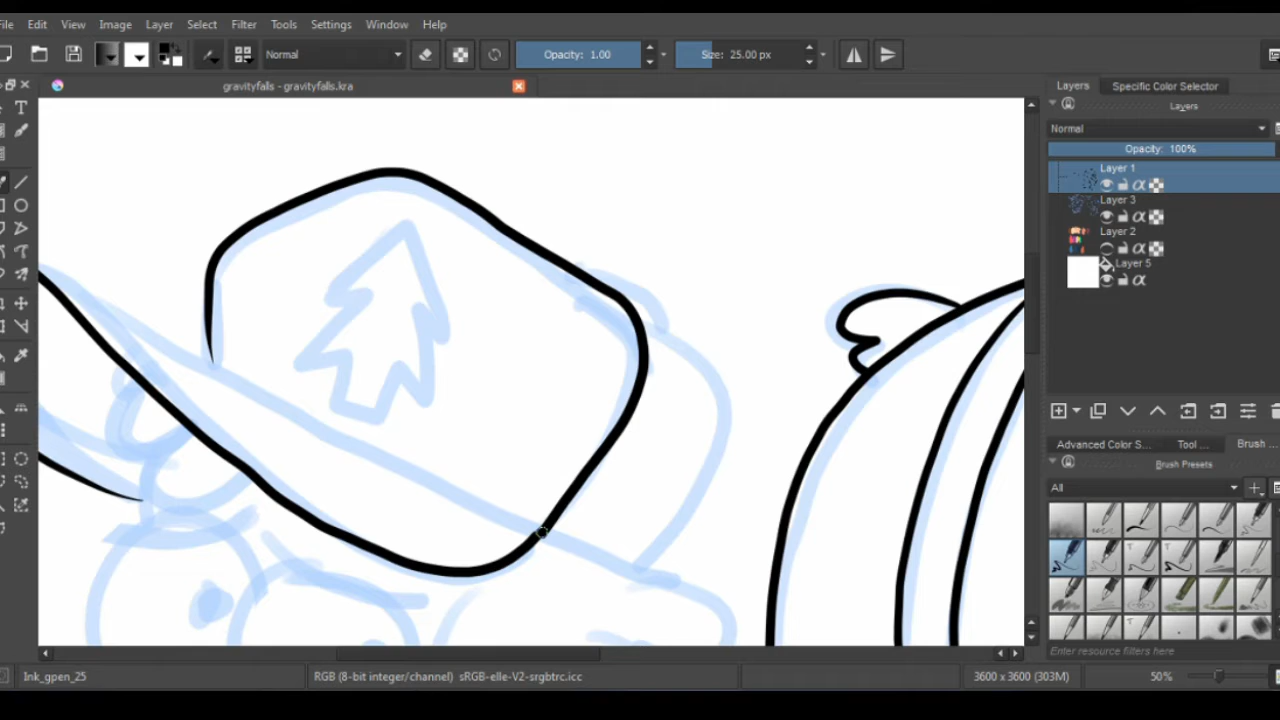 File Edit View Image Layer Select Filter Tools Settings Window Help
Normal Opacity: 1.00 Size: 25.00 px
gravityfalls - gravityfalls.kra
Layers Specific Color Selector
Layers
Normal
Opacity: 100%
Layer 1
Layer 3
Layer 2
Layer 5
Advanced Color S... Tool ... Brush ...
Brush Presets
All
Enter resource filters here
Ink_gpen_25 RGB (8-bit integer/channel) sRGB-elle-V2-srgbtrc.icc 3600 x 3600 (303M) 50%